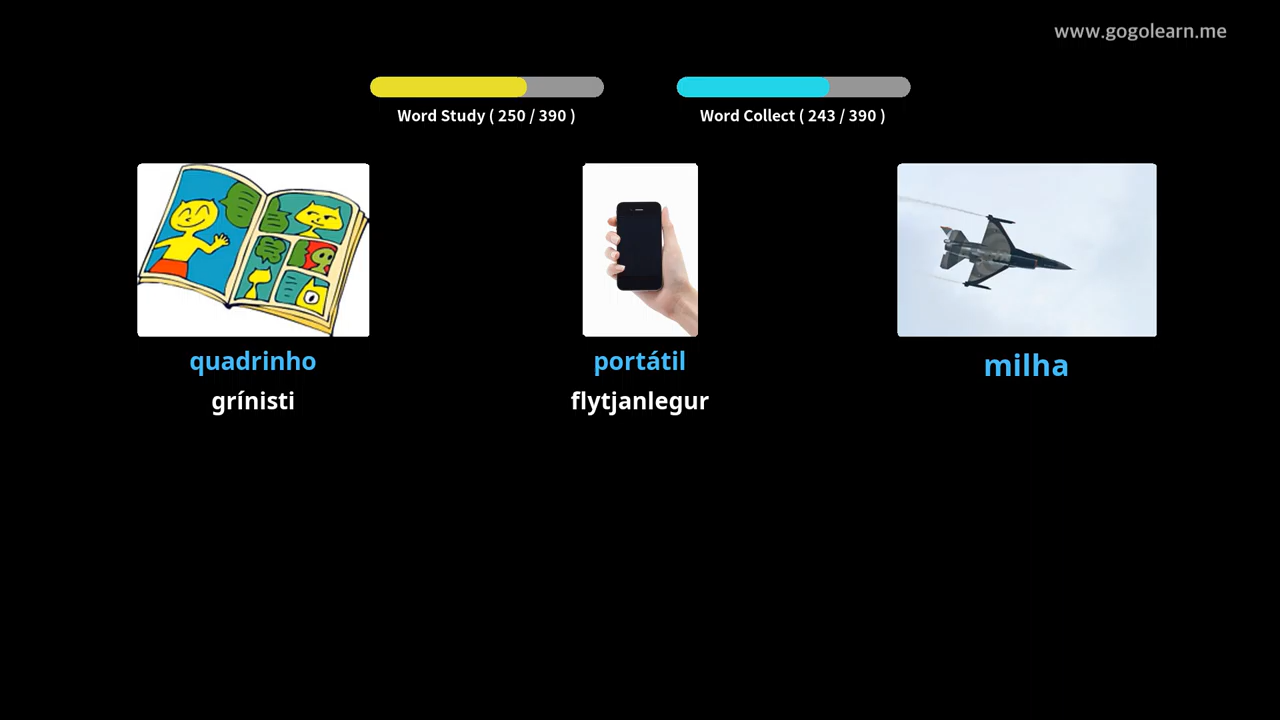 www.gogolearn.me
Word Study ( 250 / 390 )
Word Collect ( 243 / 390 )
quadrinho
portátil
milha
grínisti
flytjanlegur